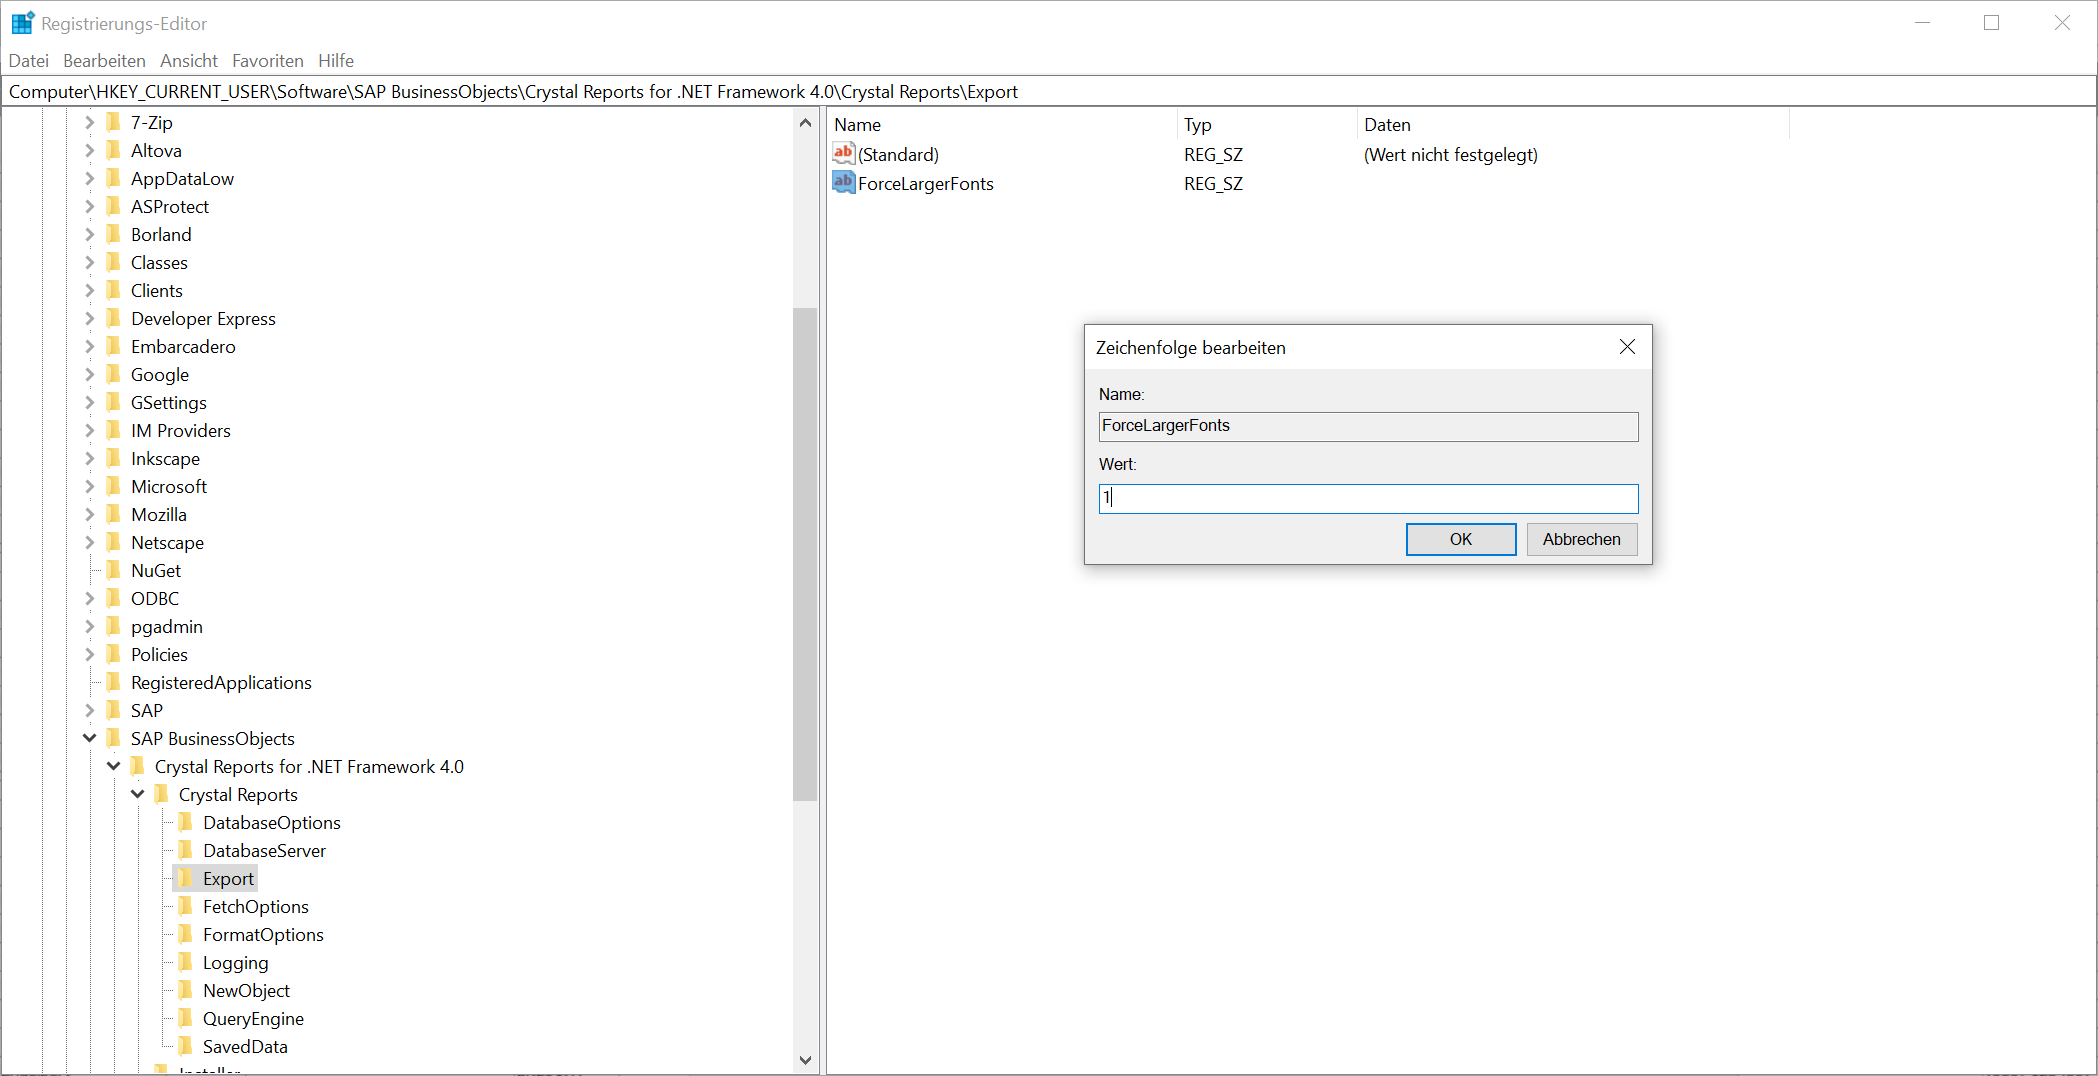 Registrierungs-Editor
Datei Bearbeiten Ansicht Favoriten Hilfe
Computer\HKEY_CURRENT_USER\Software\SAP BusinessObjects\Crystal Reports for .NET Framework 4.0\Crystal Reports\Export
7-Zip
Altova
AppDataLow
ASProtect
Borland
Classes
Clients
Developer Express
Embarcadero
Google
GSettings
IM Providers
Inkscape
Microsoft
Mozilla
Netscape
NuGet
ODBC
pgadmin
Policies
RegisteredApplications
SAP
SAP BusinessObjects
Crystal Reports for .NET Framework 4.0
Crystal Reports
DatabaseOptions
DatabaseServer
Export
FetchOptions
FormatOptions
Logging
NewObject
QueryEngine
SavedData
Name Typ Daten
ab (Standard) REG_SZ (Wert nicht festgelegt)
ab ForceLargerFonts REG_SZ
Zeichenfolge bearbeiten
Name:
ForceLargerFonts
Wert:
1
OK Abbrechen